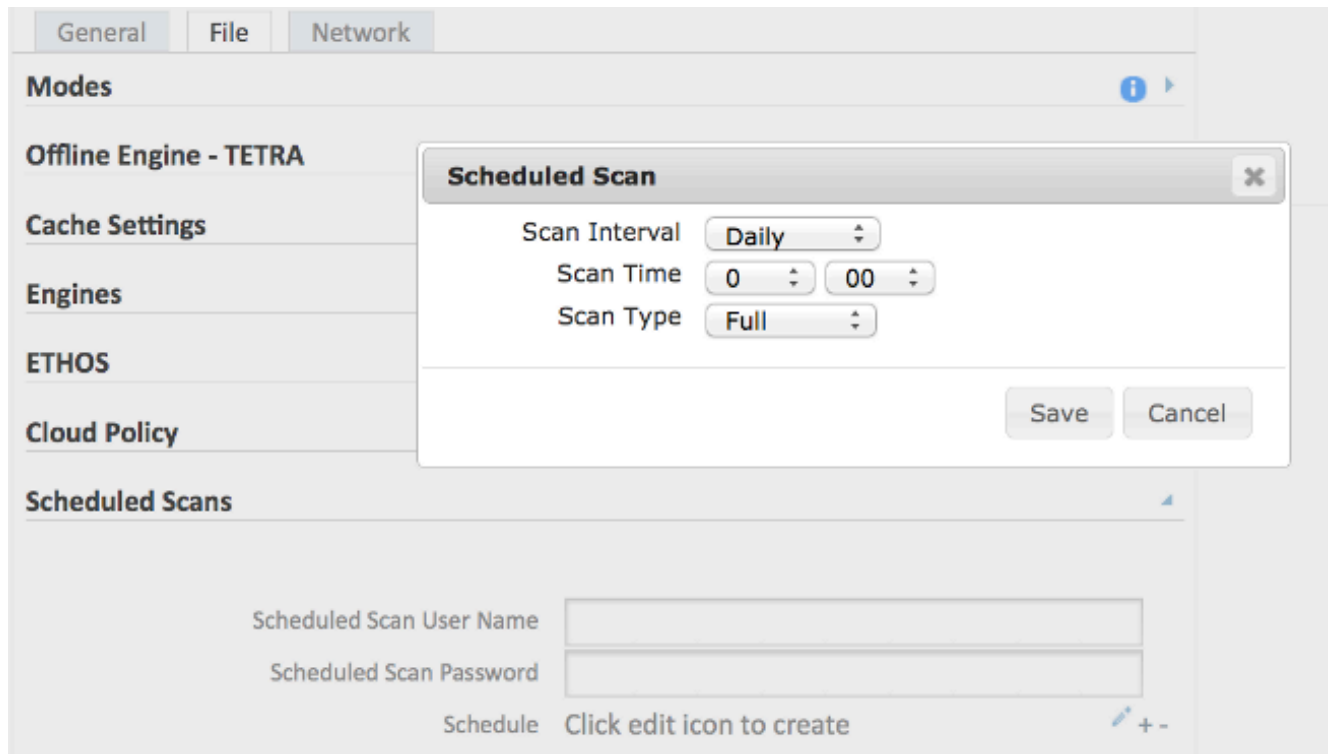 General File Network
Modes
Offline Engine - TETRA
Cache Settings
Engines
ETHOS
Cloud Policy
Scheduled Scan
Scan Interval Daily
Scan Time 0 00
Scan Type Full
Save Cancel
Scheduled Scans
Scheduled Scan User Name
Scheduled Scan Password
Schedule Click edit icon to create + -